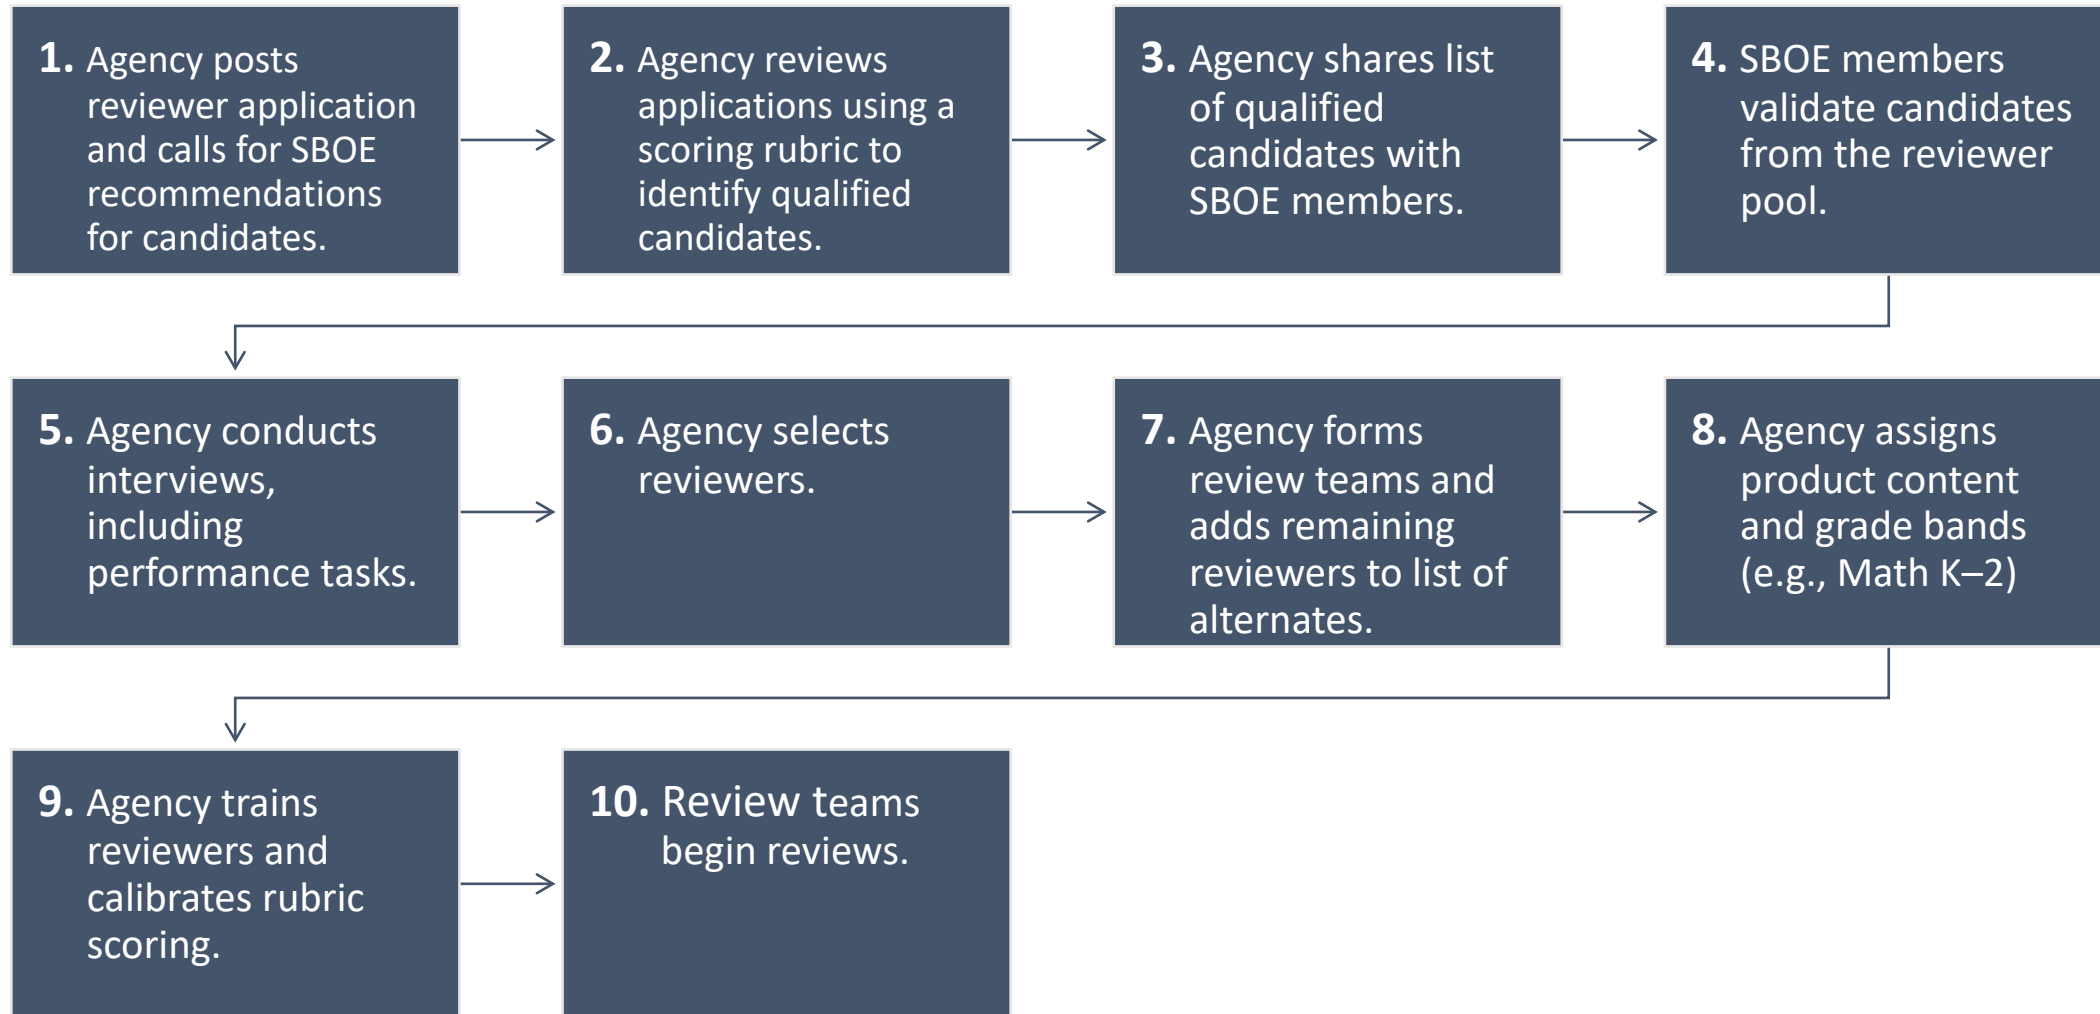 1. Agency posts
reviewer application
and calls for SBOE
recommendations
for candidates.
2. Agency reviews
applications using a
scoring rubric to
identify qualified
candidates.
3. Agency shares list
of qualified
candidates with
SBOE members.
4. SBOE members
validate candidates
from the reviewer
pool.
5. Agency conducts
interviews,
including
performance tasks.
6. Agency selects
reviewers.
7. Agency forms
review teams and
adds remaining
reviewers to list of
alternates.
8. Agency assigns
product content
and grade bands
(e.g., Math K–2)
9. Agency trains
reviewers and
calibrates rubric
scoring.
10. Review teams
begin reviews.